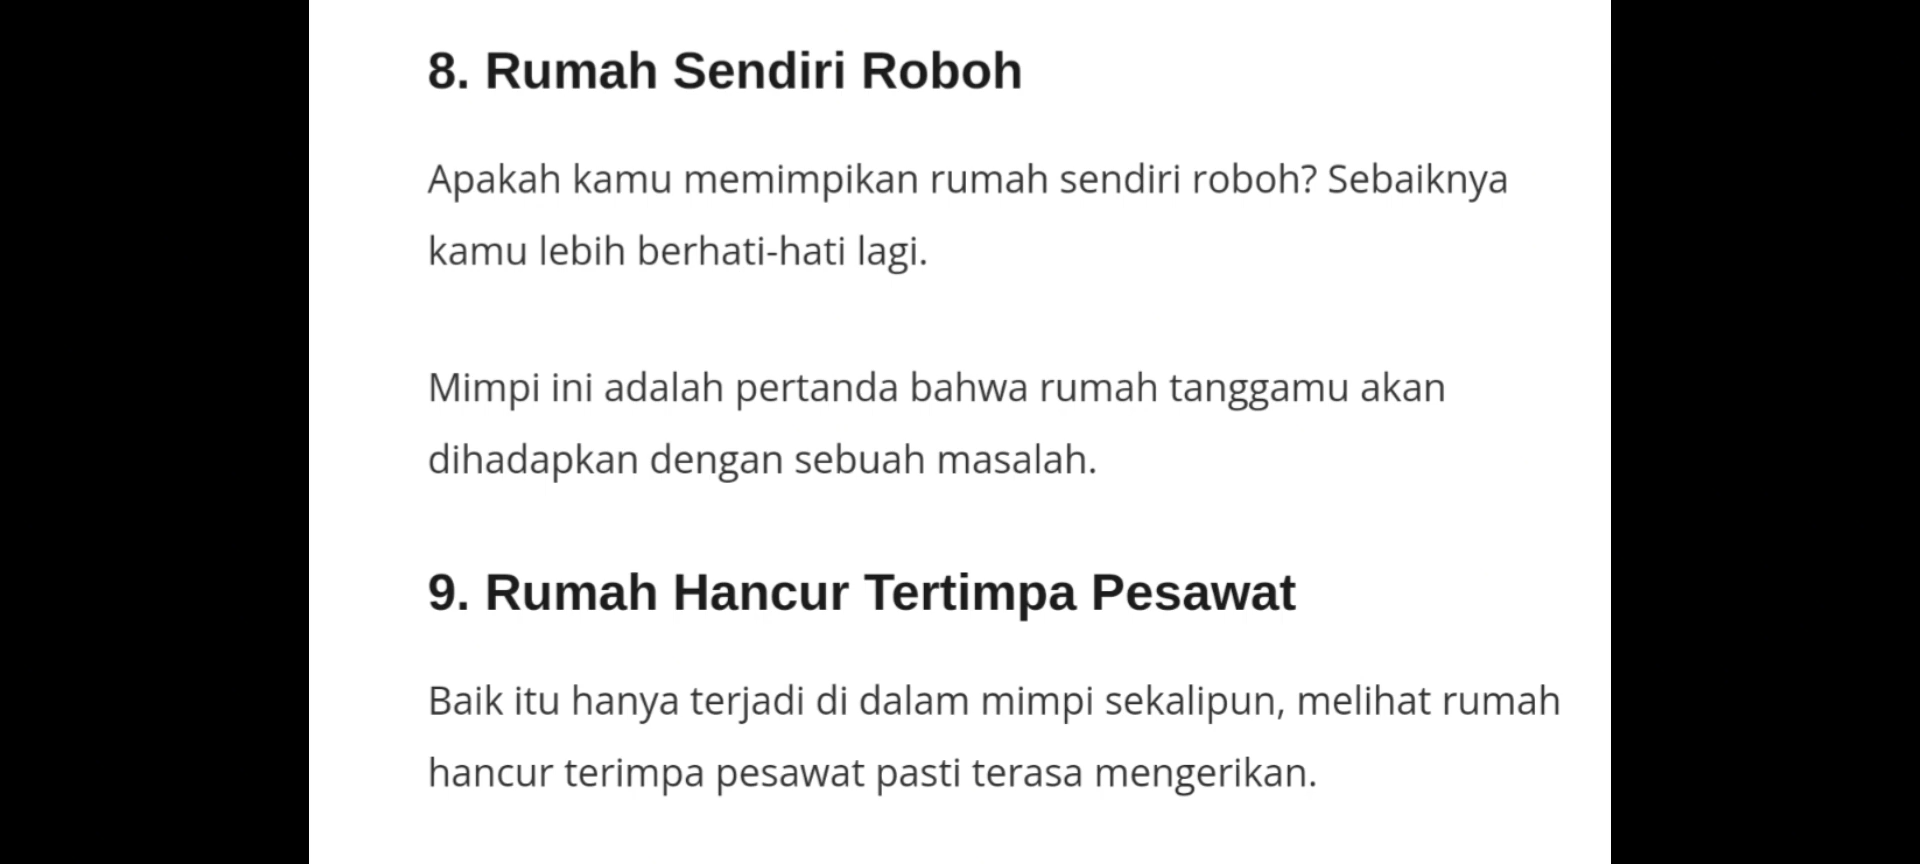 8. Rumah Sendiri Roboh
Apakah kamu memimpikan rumah sendiri roboh? Sebaiknya
kamu lebih berhati-hati lagi.
Mimpi ini adalah pertanda bahwa rumah tanggamu akan
dihadapkan dengan sebuah masalah.
9. Rumah Hancur Tertimpa Pesawat
Baik itu hanya terjadi di dalam mimpi sekalipun, melihat rumah
hancur terimpa pesawat pasti terasa mengerikan.